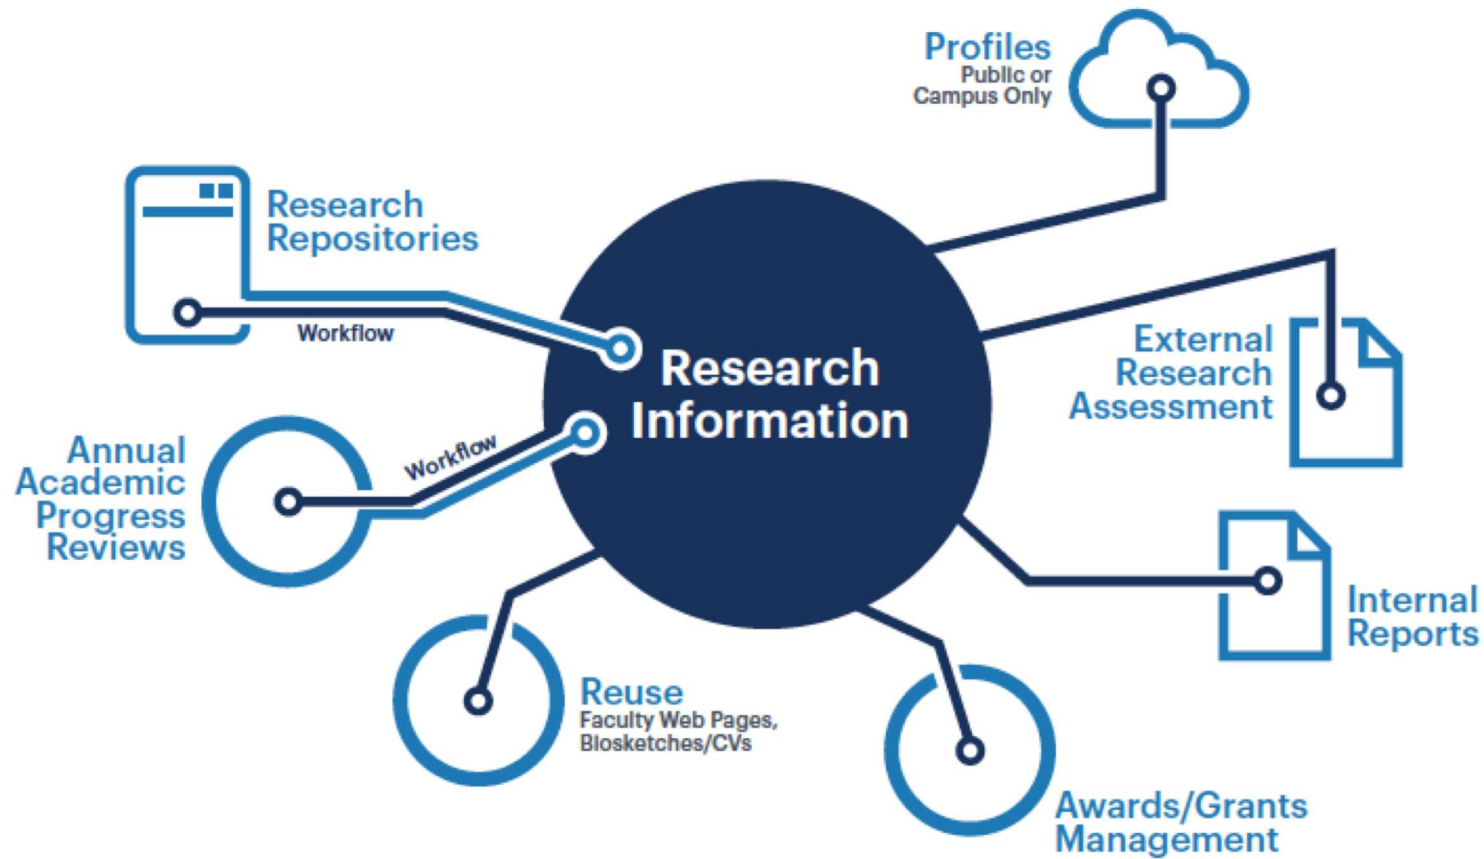 Profiles
Public or
Campus Only
Research
Repositories
Workflow
Research
Information
External
Research
Assessment
Annual
Academic
Progress
Reviews
Workflow
Internal
Reports
Reuse
Faculty Web Pages,
Biosketches/CVs
Awards/Grants
Management